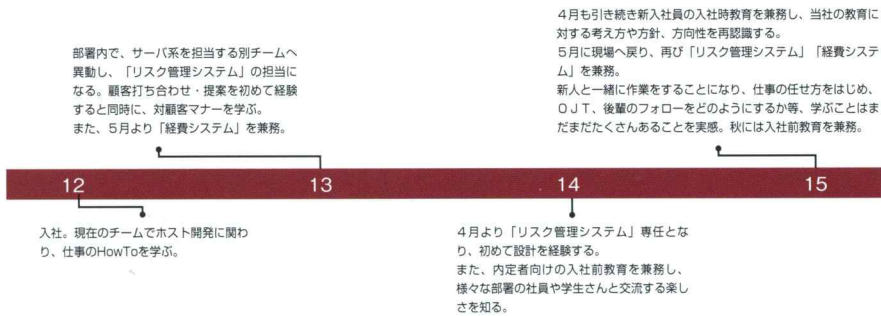 4月も引き続き新入社員の入社時教育を兼務し、当社の教育に
対する考え方や方針、方向性を再認識する。
5月に現場へ戻り、再び「リスク管理システム」「経費システ
ム」を兼務。
新人と一緒に作業をすることになり、仕事の任せ方をはじめ、
OJT、後輩のフォローをどのようにするか等、学ぶことはま
だまだたくさんあることを実感。秋には入社前教育を兼務。
部署内で、サーバ系を担当する別チームへ
異動し、「リスク管理システム」の担当に
なる。顧客打ち合わせ・提案を初めて経験
すると同時に、対顧客マナーを学ぶ。
また、5月より「経費システム」を兼務。
12 13 14 15
入社。現在のチームでホスト開発に関わ
り、仕事のHowToを学ぶ。
4月より「リスク管理システム」専任とな
り、初めて設計を経験する。
また、内定者向けの入社前教育を兼務し、
様々な部署の社員や学生さんと交流する楽し
さを知る。